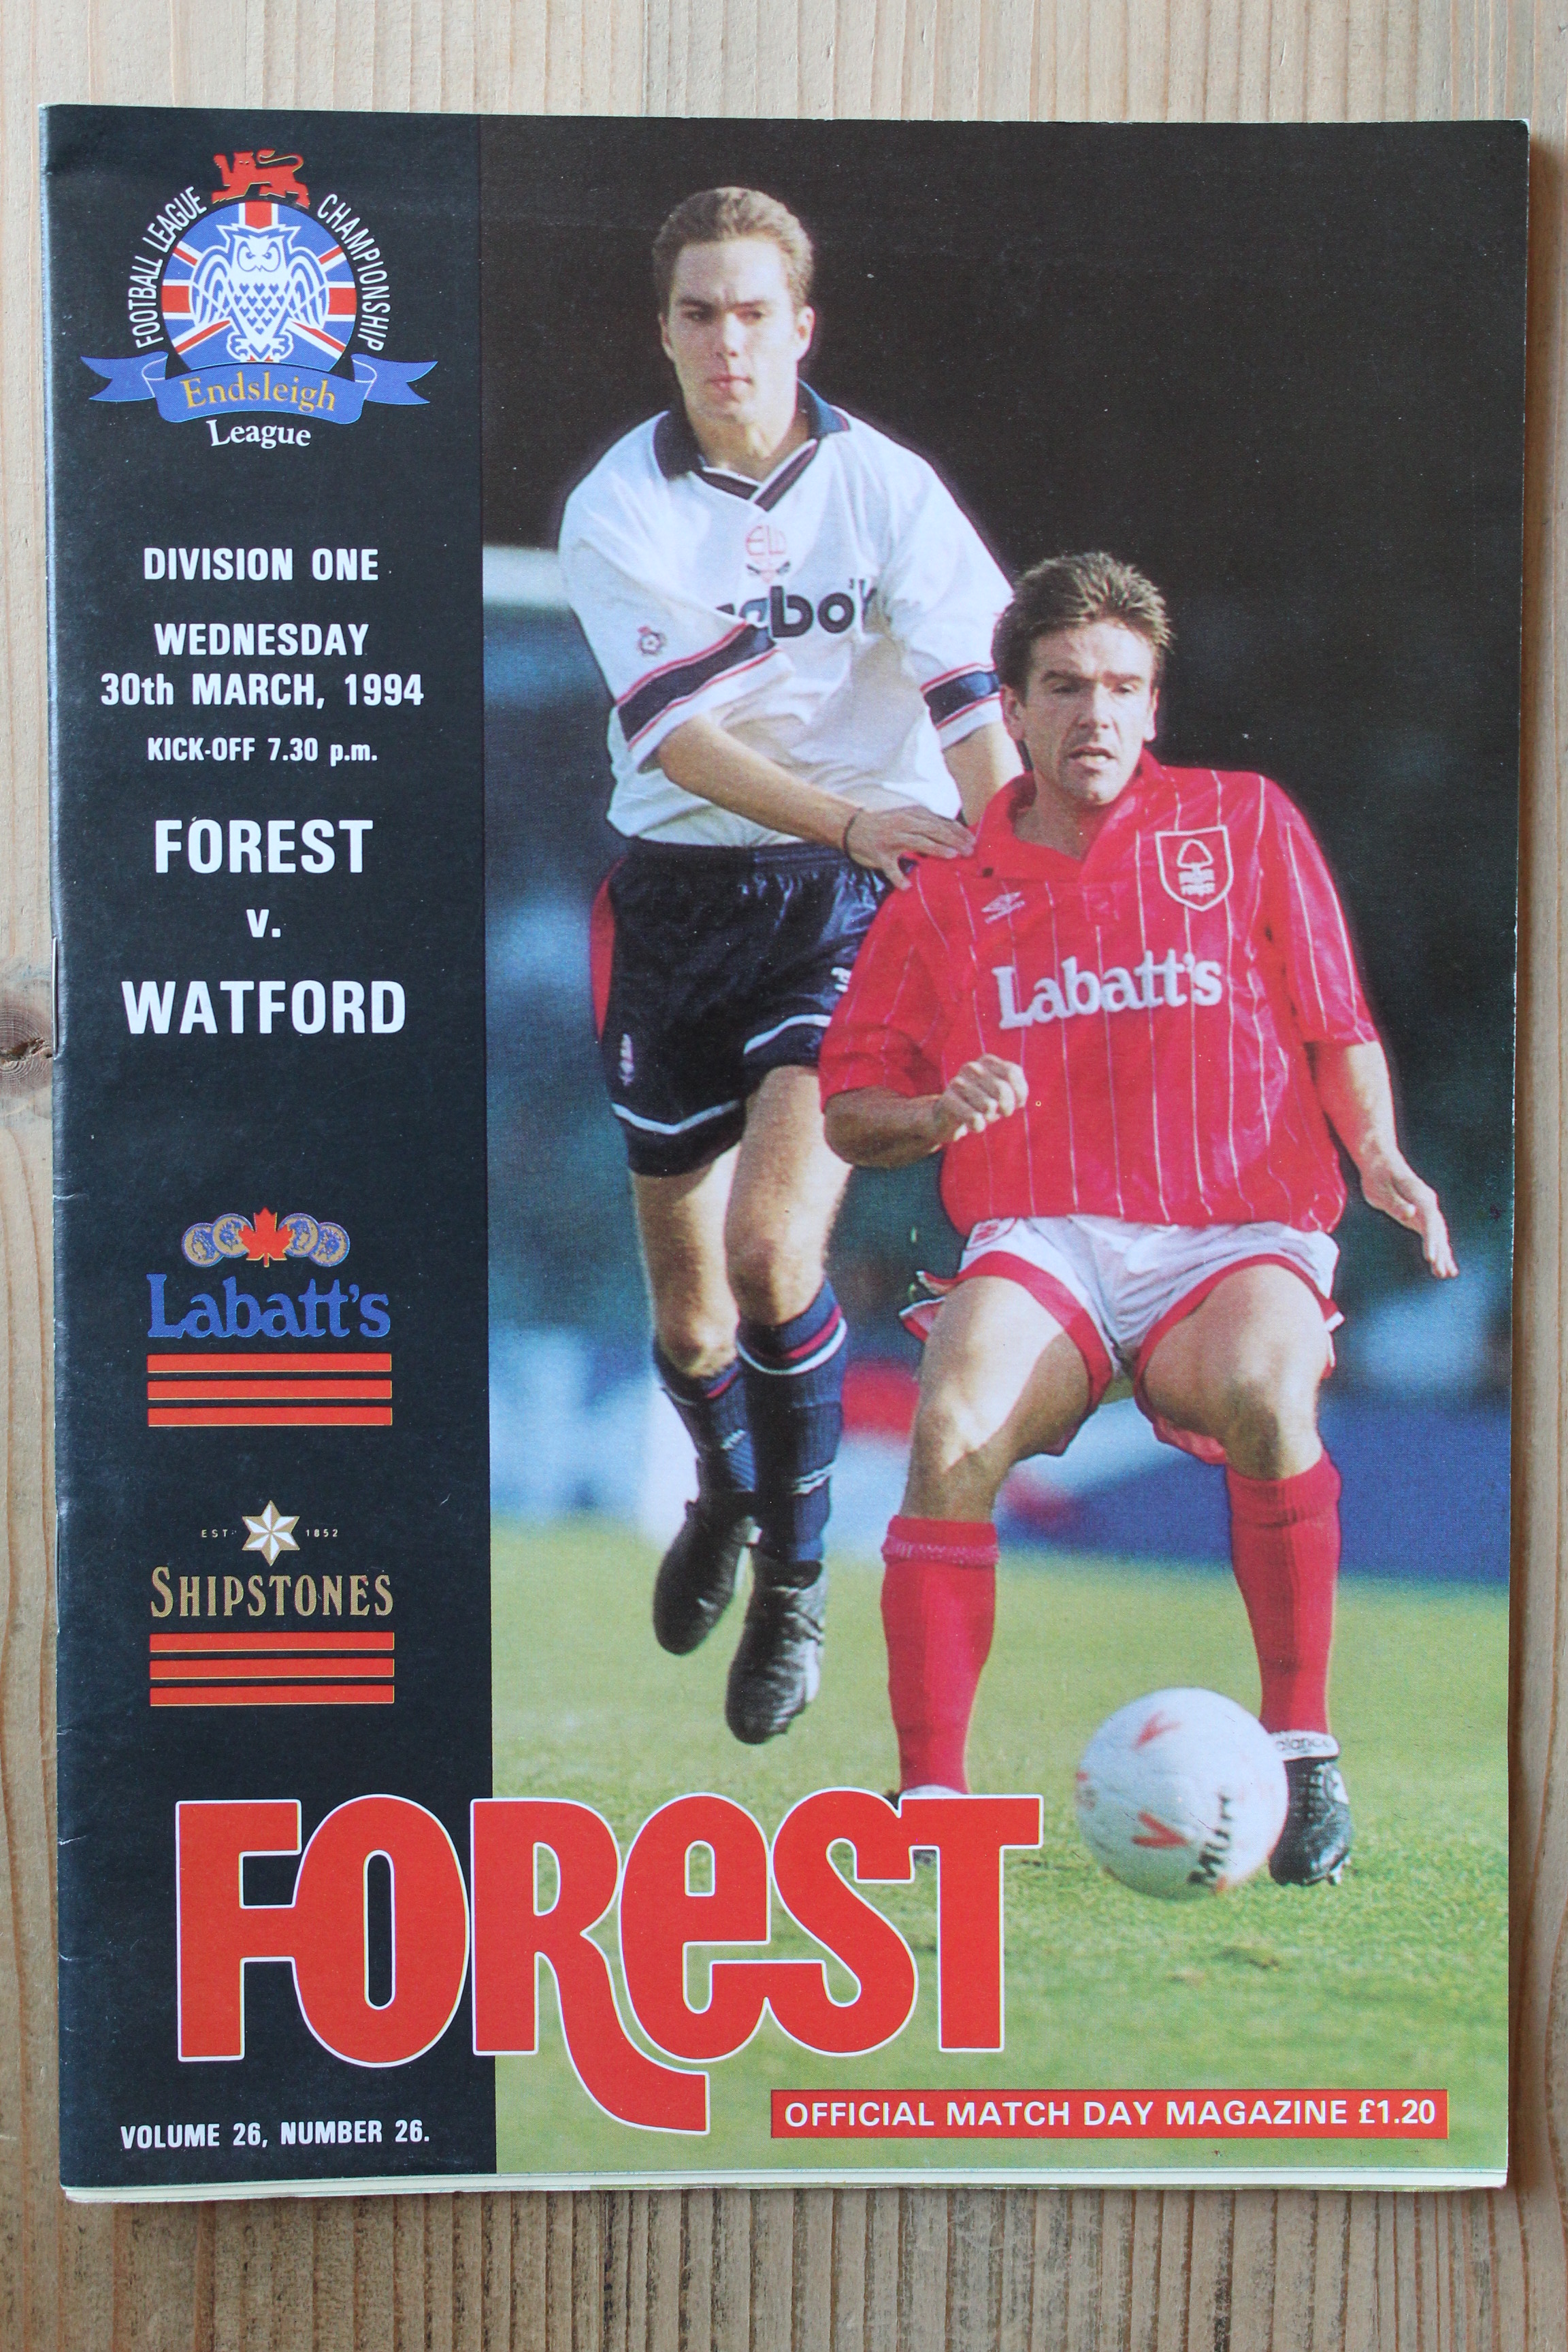 FOOTBALL LEAGUE CHAMPIONSHIP
Endsleigh
League
DIVISION ONE
WEDNESDAY
30th MARCH, 1994
KICK-OFF 7.30 p.m.
FOREST
v.
WATFORD
Labatt's
EST. 1852
SHIPSTONES
Labatt's
Mitre
FOREST
VOLUME 26, NUMBER 26.
OFFICIAL MATCH DAY MAGAZINE £1.20